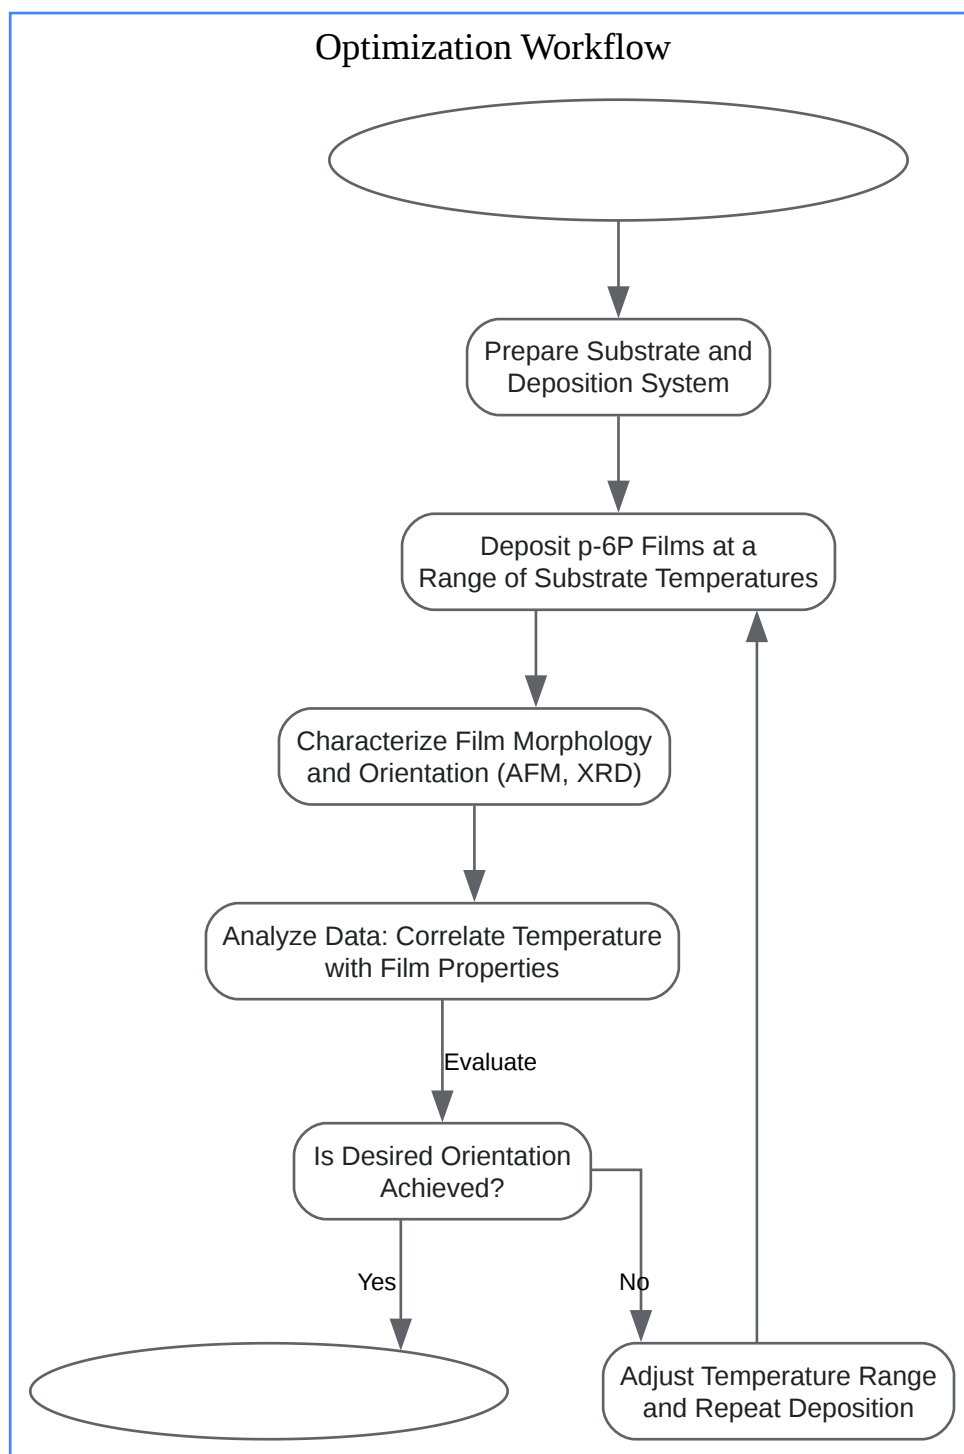 Optimization Workflow
Prepare Substrate and
Deposition System
Deposit p-6P Films at a
Range of Substrate Temperatures
Characterize Film Morphology
and Orientation (AFM, XRD)
Analyze Data: Correlate Temperature
with Film Properties
Evaluate
Is Desired Orientation
Achieved?
Yes
No
Adjust Temperature Range
and Repeat Deposition